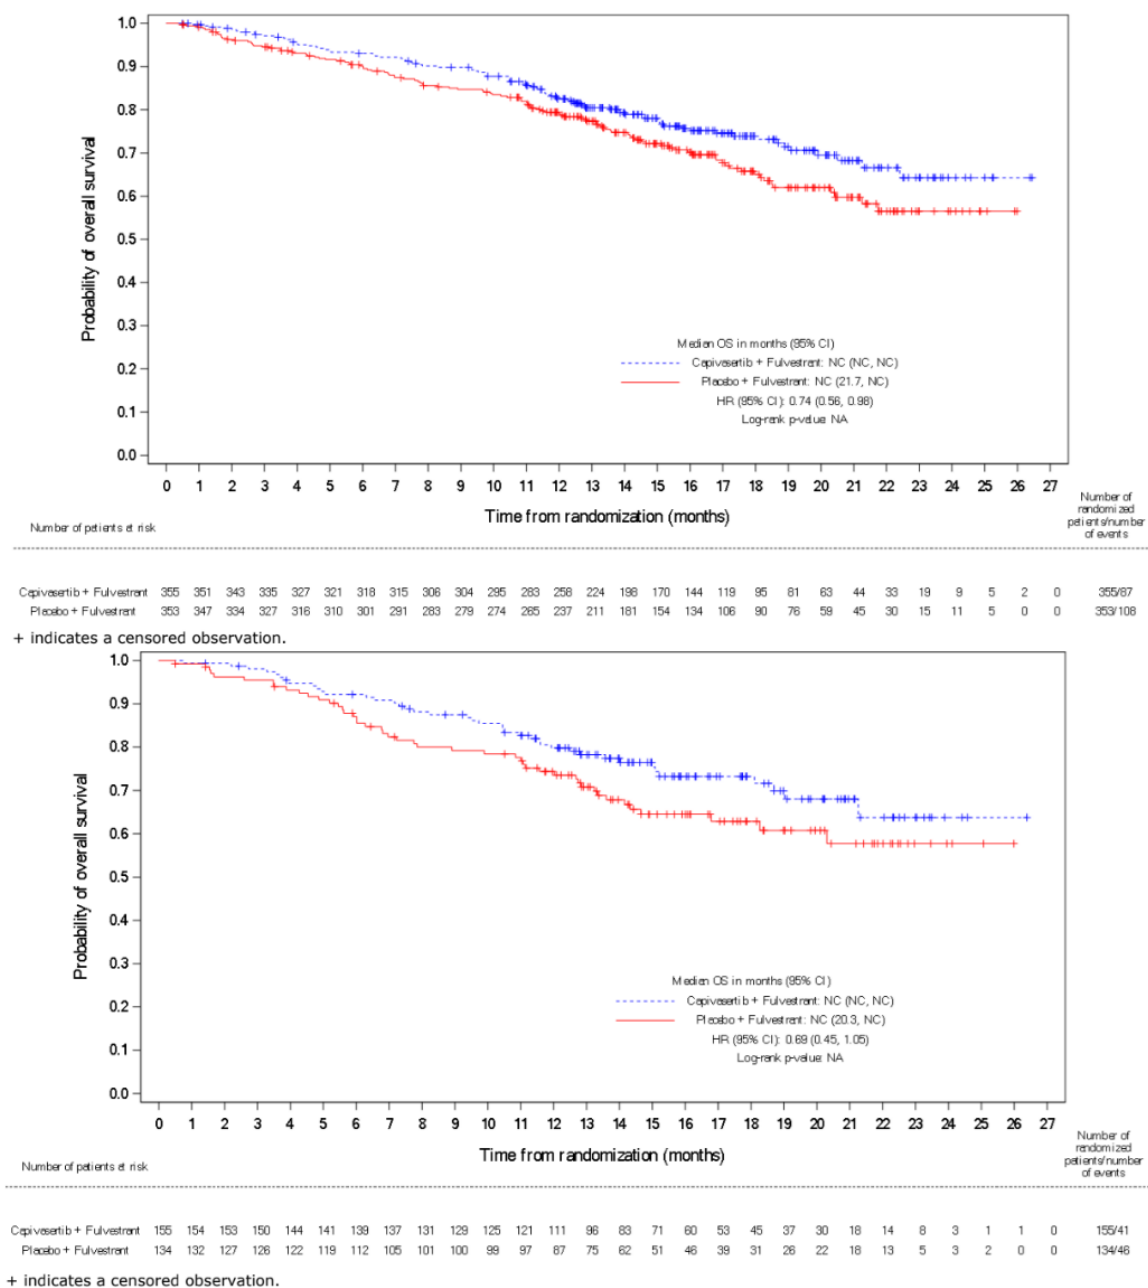 1.0
0.9
0.8
0.7
0.6
0.5
0.4
0.3
0.2
0.1
0.0
Probability of overall survival
Median OS in months (95% CI)
Capivasertib + Fulvestrant: NC (NC, NC)
Placebo + Fulvestrant: NC (21.7, NC)
HR (95% CI): 0.74 (0.56, 0.98)
Log-rank p-value: NA
0 1 2 3 4 5 6 7 8 9 10 11 12 13 14 15 16 17 18 19 20 21 22 23 24 25 26 27
Time from randomization (months)
Number of patients at risk
Number of
randomized
patients/number
of events
Capivasertib + Fulvestrant 355 351 343 335 327 321 318 315 306 304 295 283 258 224 198 170 144 119 95 81 63 44 33 19 9 5 2 0 355/87
Placebo + Fulvestrant 353 347 334 327 316 310 301 291 283 279 274 265 237 211 181 154 134 106 90 76 59 45 30 15 11 5 0 0 353/108
+ indicates a censored observation.
1.0
0.9
0.8
0.7
0.6
0.5
0.4
0.3
0.2
0.1
0.0
Probability of overall survival
Median OS in months (95% CI)
Capivasertib + Fulvestrant: NC (NC, NC)
Placebo + Fulvestrant: NC (20.3, NC)
HR (95% CI): 0.69 (0.45, 1.05)
Log-rank p-value: NA
0 1 2 3 4 5 6 7 8 9 10 11 12 13 14 15 16 17 18 19 20 21 22 23 24 25 26 27
Time from randomization (months)
Number of patients at risk
Number of
randomized
patients/number
of events
Capivasertib + Fulvestrant 155 154 153 150 144 141 139 137 131 129 125 121 111 96 83 71 60 53 45 37 30 18 14 8 3 1 1 0 155/41
Placebo + Fulvestrant 134 132 127 126 122 119 112 105 101 100 99 97 87 75 62 51 46 39 31 26 22 18 13 5 3 2 0 0 134/46
+ indicates a censored observation.